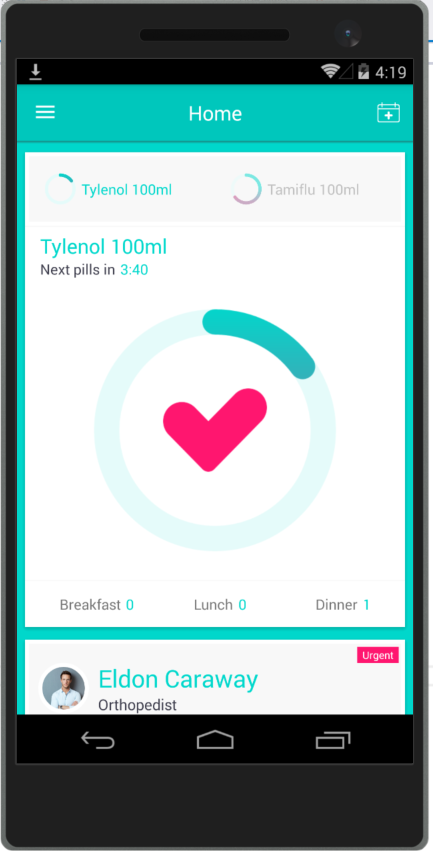 4:19
Home
Tylenol 100ml
Tamiflu 100ml
Tylenol 100ml
Next pills in 3:40
Breakfast 0
Lunch 0
Dinner 1
Urgent
Eldon Caraway
Orthopedist